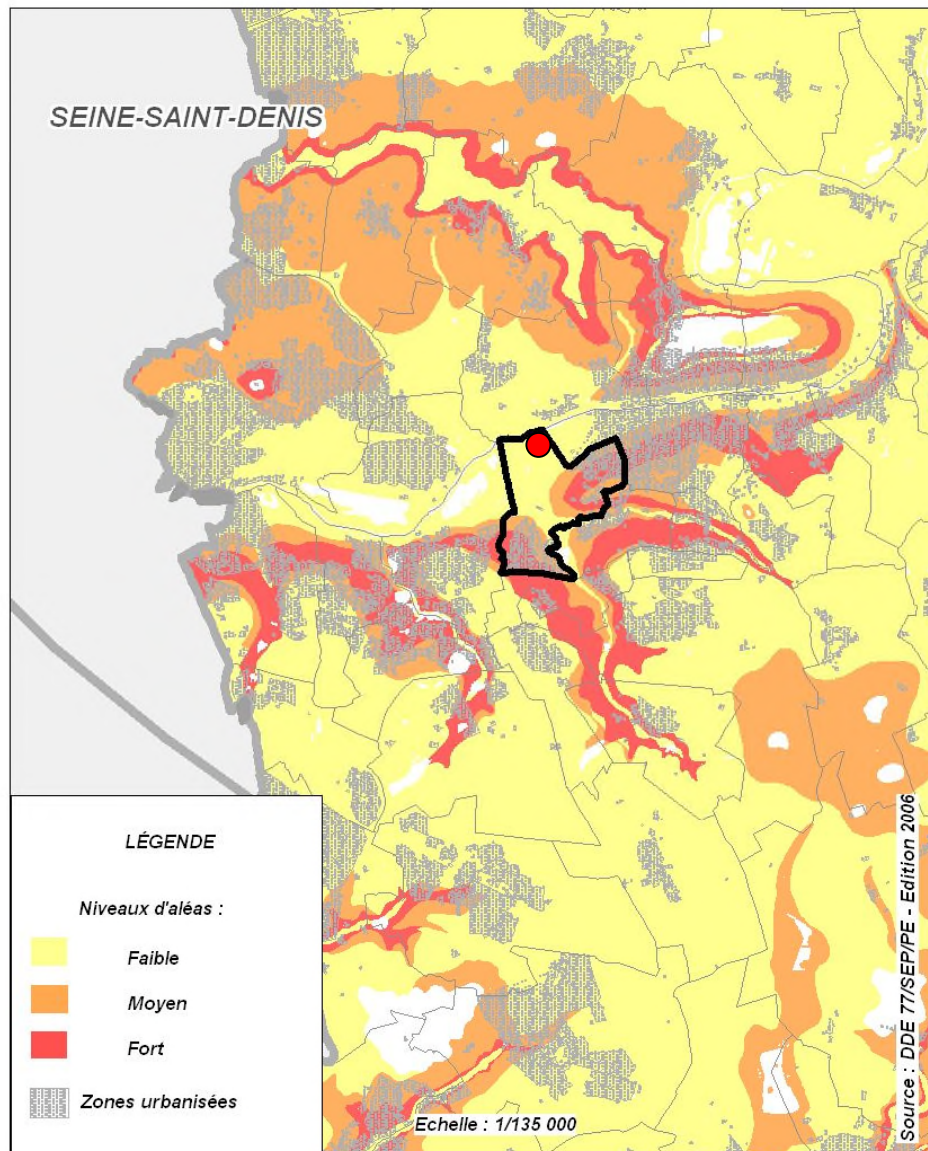 SEINE-SAINT-DENIS
LÉGENDE
Niveaux d'aléas :
Faible
Moyen
Fort
Zones urbanisées
Echelle : 1/135 000
Source : DDE 77/SEP/PE - Edition 2006